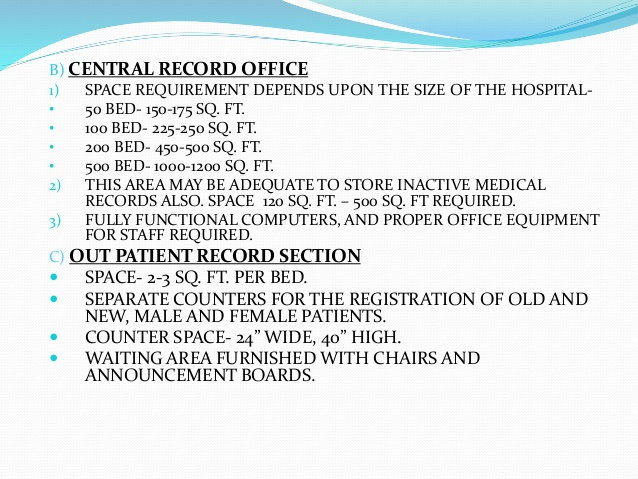 B) CENTRAL RECORD OFFICE
1) SPACE REQUIREMENT DEPENDS UPON THE SIZE OF THE HOSPITAL-
• 50 BED- 150-175 SQ. FT.
• 100 BED- 225-250 SQ. FT.
• 200 BED- 450-500 SQ. FT.
• 500 BED- 1000-1200 SQ. FT.
2) THIS AREA MAY BE ADEQUATE TO STORE INACTIVE MEDICAL
RECORDS ALSO. SPACE 120 SQ. FT. – 500 SQ. FT REQUIRED.
3) FULLY FUNCTIONAL COMPUTERS, AND PROPER OFFICE EQUIPMENT
FOR STAFF REQUIRED.
C) OUT PATIENT RECORD SECTION
• SPACE- 2-3 SQ. FT. PER BED.
• SEPARATE COUNTERS FOR THE REGISTRATION OF OLD AND
NEW, MALE AND FEMALE PATIENTS.
• COUNTER SPACE- 24” WIDE, 40” HIGH.
• WAITING AREA FURNISHED WITH CHAIRS AND
ANNOUNCEMENT BOARDS.